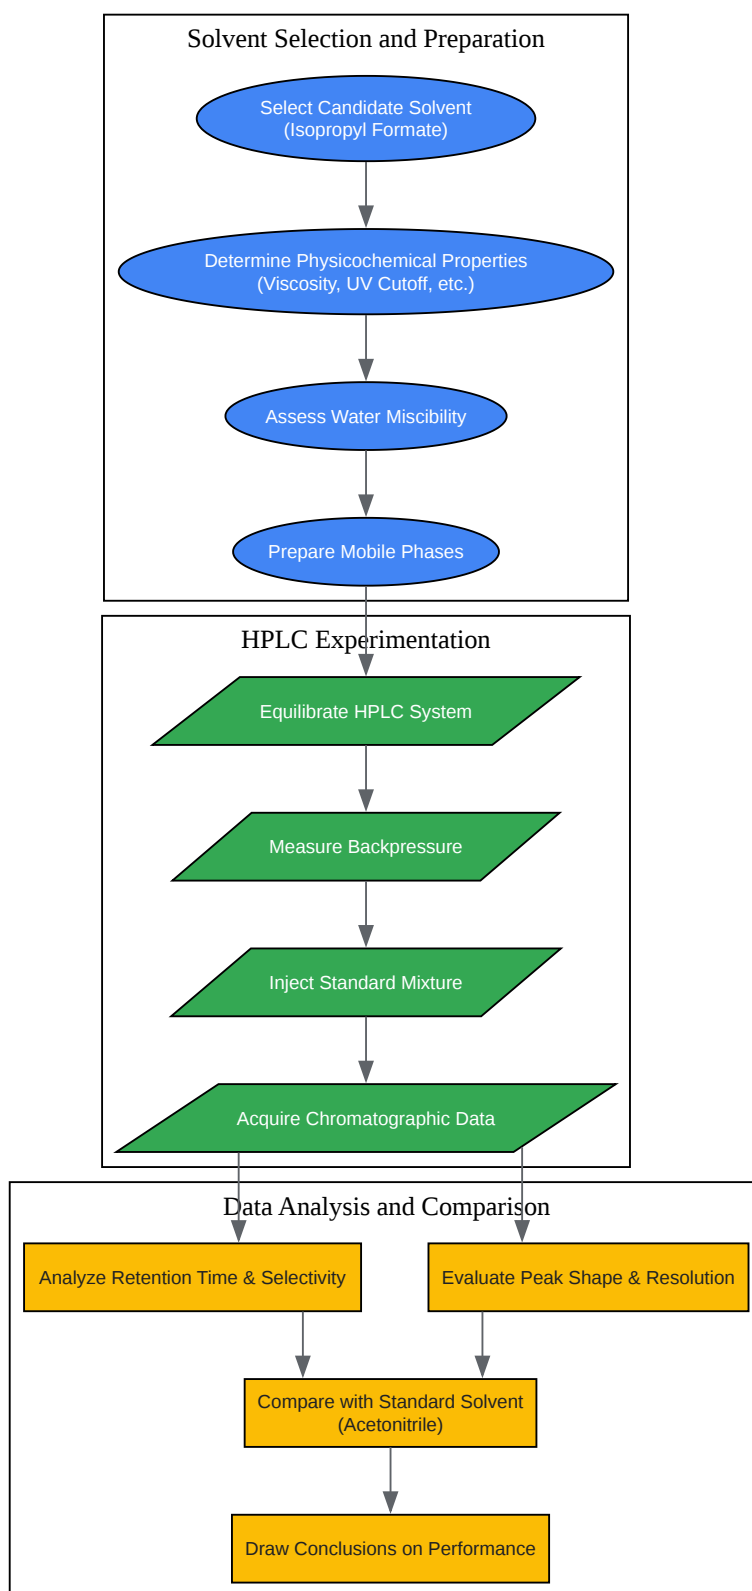 Solvent Selection and Preparation
Select Candidate Solvent
(Isopropyl Formate)
Determine Physicochemical Properties
(Viscosity, UV Cutoff, etc.)
Assess Water Miscibility
Prepare Mobile Phases
HPLC Experimentation
Equilibrate HPLC System
Measure Backpressure
Inject Standard Mixture
Acquire Chromatographic Data
Data Analysis and Comparison
Analyze Retention Time & Selectivity
Evaluate Peak Shape & Resolution
Compare with Standard Solvent
(Acetonitrile)
Draw Conclusions on Performance